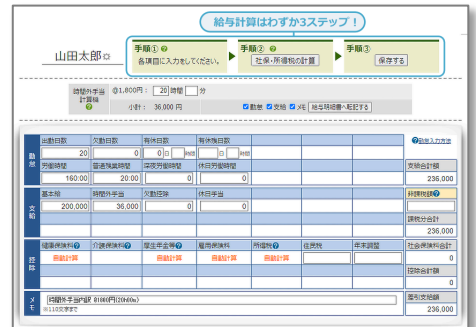 給与計算はわずか3ステップ！
山田太郎
手順① ?
各項目に入力をしてください。
手順② ?
社保・所得税の計算
手順③
保存する
時間外手当
計算機
?
@1,800円： 20 時間 分
小計： 36,000 円
勤怠 支給 メモ 給与明細書へ転記する
勤怠
出勤日数 欠勤日数 有休日数 有休残日数
20 0 0 日 時間 日 時間
労働時間 普通残業時間 深夜労働時間 休日労働時間
160:00 20:00 0 0
?勤怠入力方法
支給合計額
236,000
支給
基本給 時間外手当 欠勤控除 休日手当
200,000 36,000 0 0
非課税額?
課税分合計
236,000
控除
健康保険料? 介護保険料? 厚生年金等? 雇用保険料 所得税? 住民税 年末調整
自動計算 自動計算 自動計算 自動計算 自動計算
社会保険料合計
0
控除合計額
0
メモ
時間外手当内訳 @1800円(20h00m)
※110文字まで
差引支給額
236,000